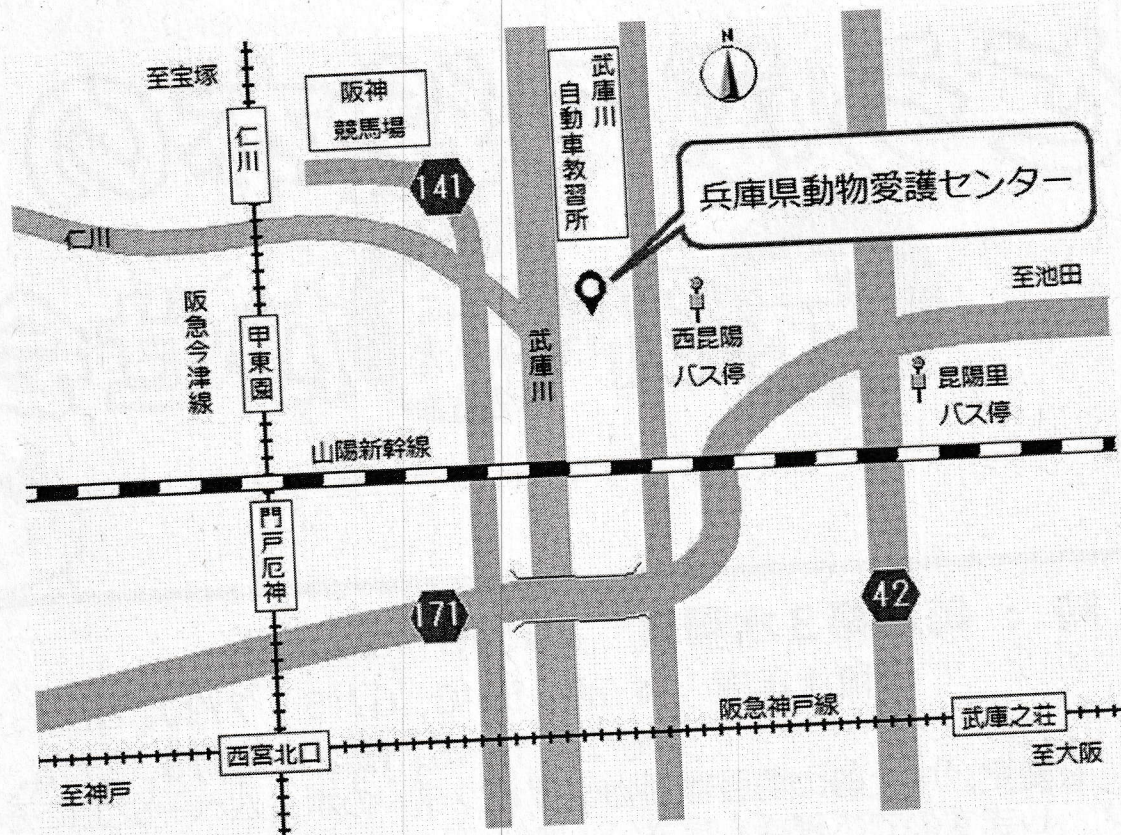 N
至宝塚
阪神
競馬場
武庫川
自動車教習所
仁川
141
兵庫県動物愛護センター
仁川
至池田
阪急今津線
甲東園
武庫川
西昆陽
バス停
昆陽里
バス停
山陽新幹線
門戸厄神
171
42
阪急神戸線
武庫之荘
西宮北口
至大阪
至神戸